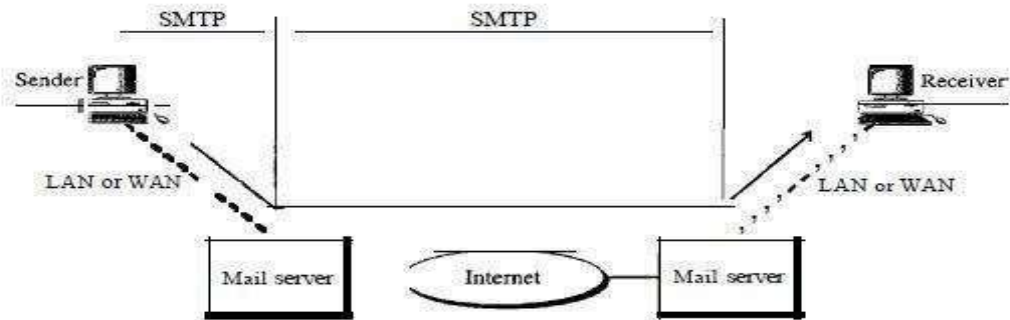 SMTP SMTP
Sender Receiver
LAN or WAN LAN or WAN
Mail server Internet Mail server